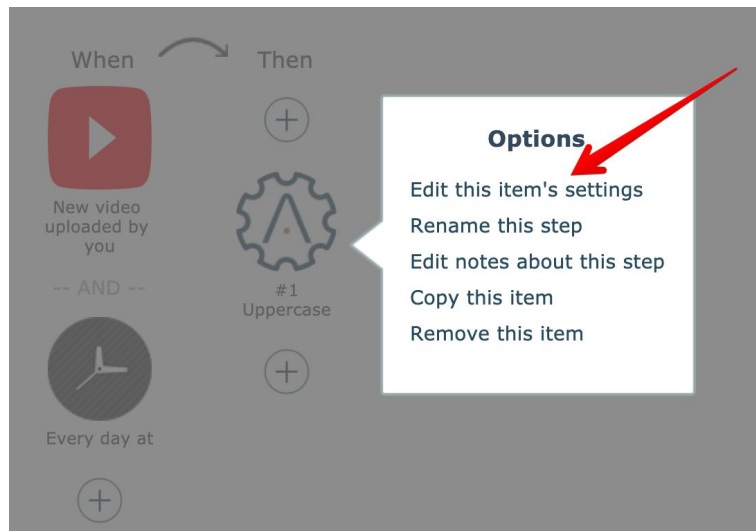 When
Then
New video
uploaded by
you
-- AND --
Every day at
#1
Uppercase
Options
Edit this item's settings
Rename this step
Edit notes about this step
Copy this item
Remove this item